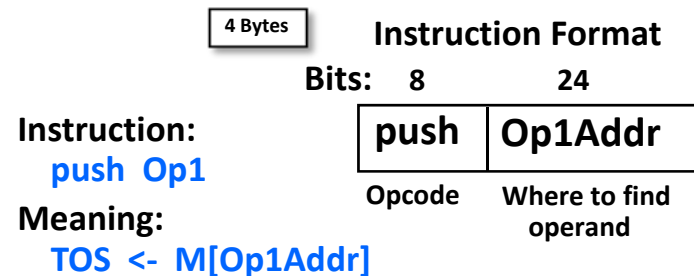 4 Bytes
Instruction Format
Bits: 8 24
Instruction:
push Op1Addr
push Op1
Opcode Where to find
operand
Meaning:
TOS <- M[Op1Addr]